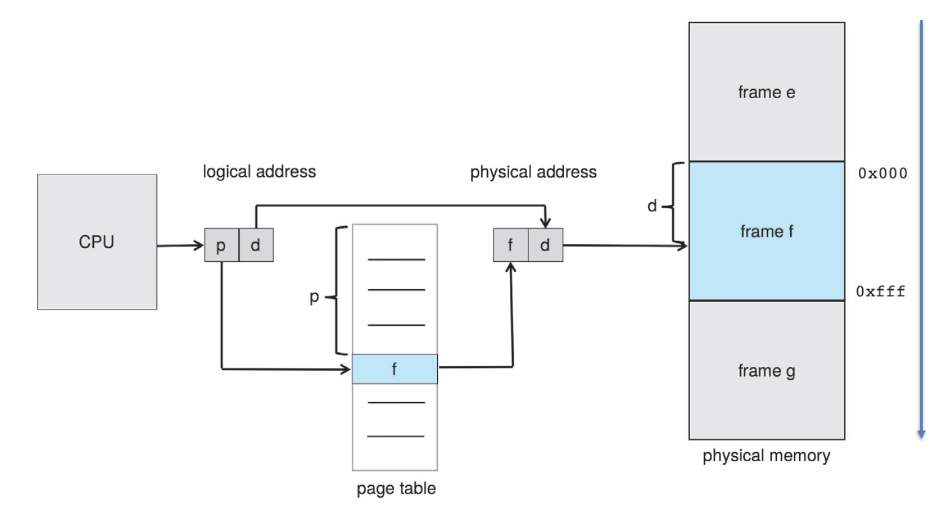 frame e
logical address
physical address
0x000
d
CPU
p d
f d
frame f
p
0xfff
f
frame g
physical memory
page table